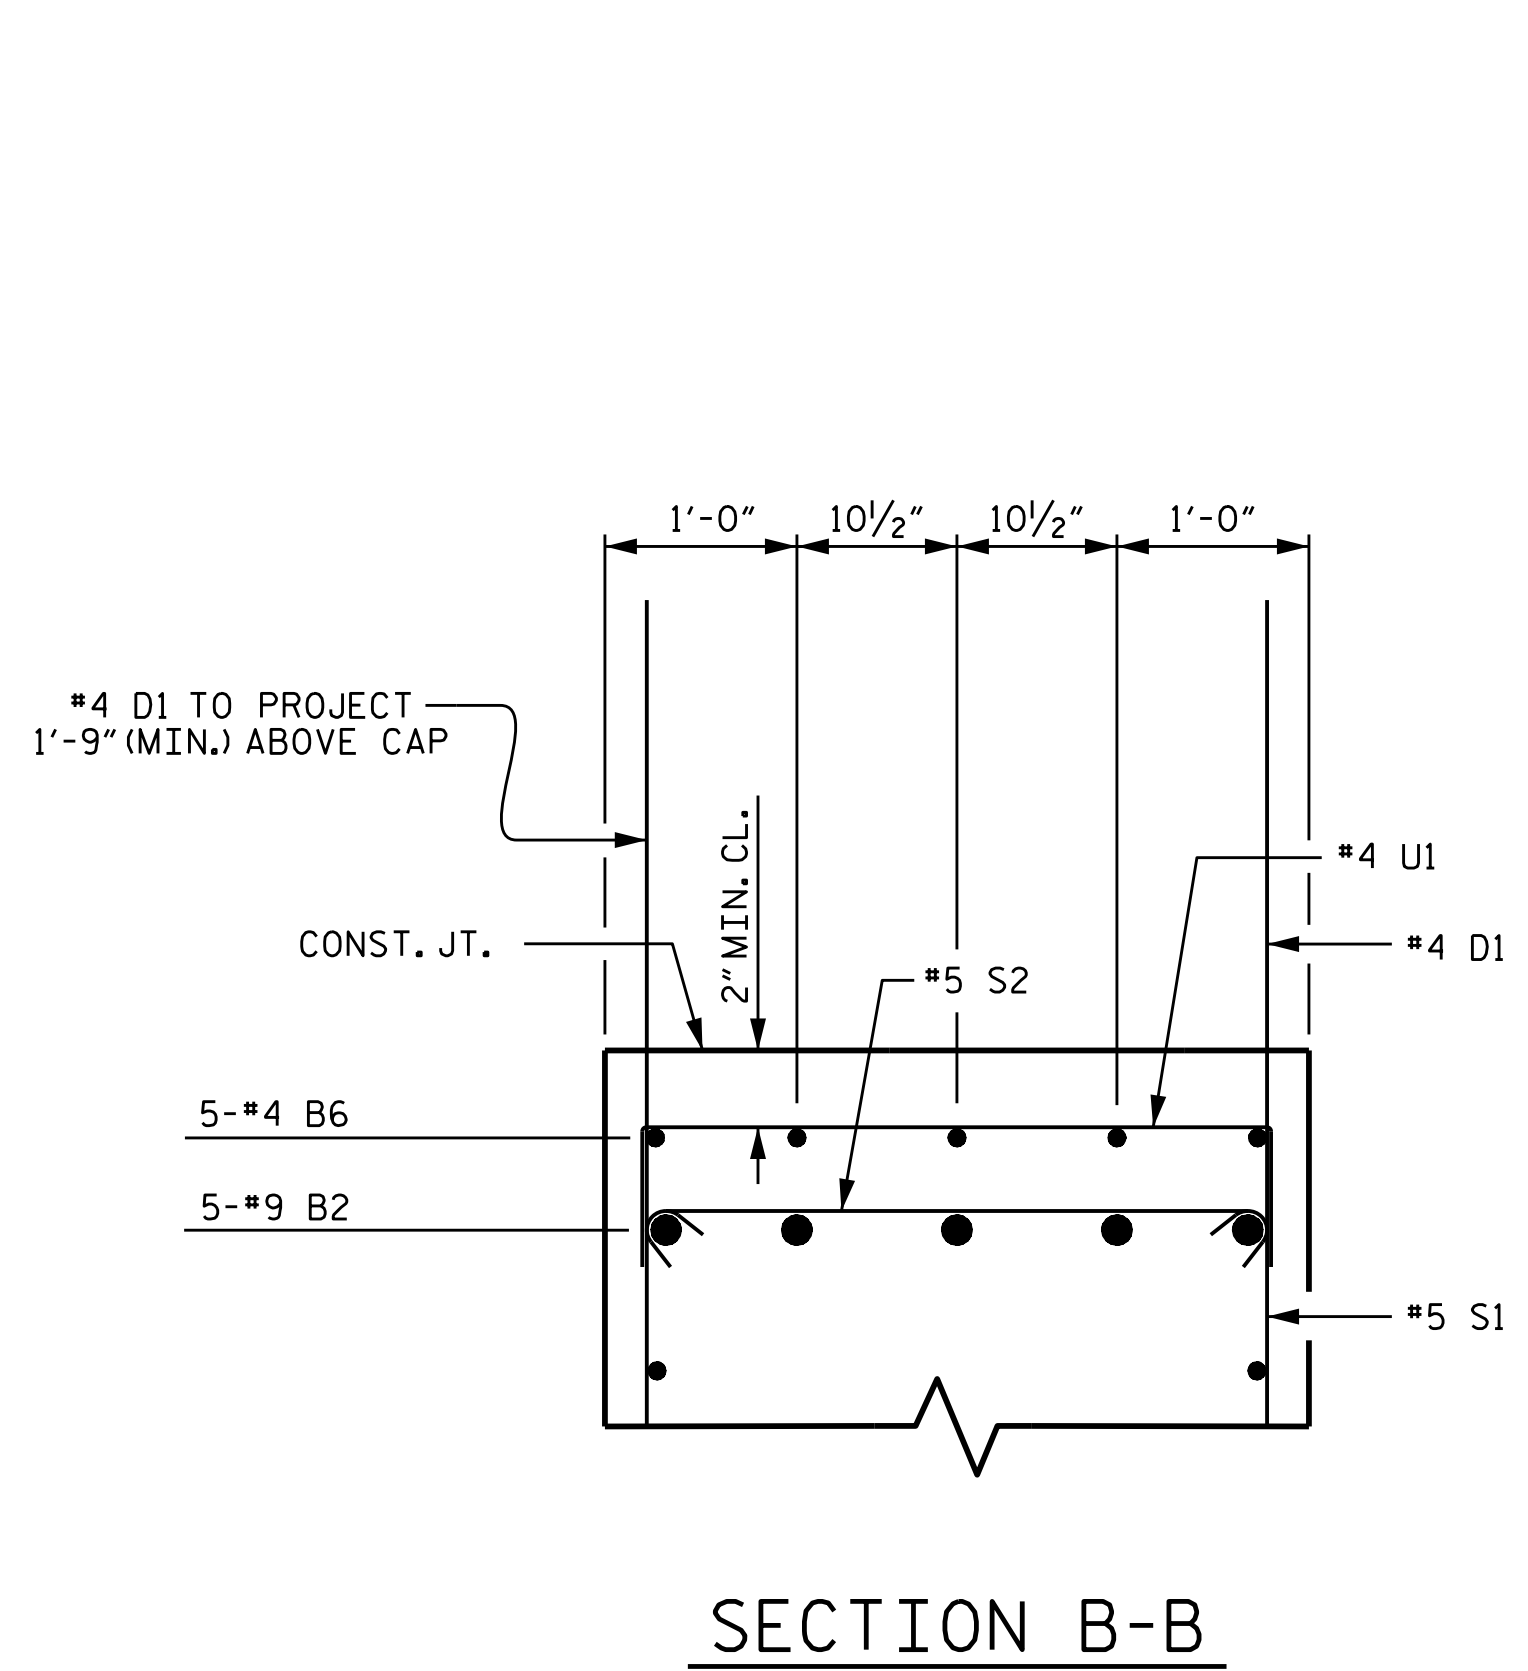 1'-0" 10½" 10½" 1'-0"
#4 D1 TO PROJECT
1'-9"(MIN.) ABOVE CAP
2" MIN. CL.
#4 U1
CONST. JT.
#4 D1
#5 S2
5-#4 B6
5-#9 B2
#5 S1
SECTION B-B